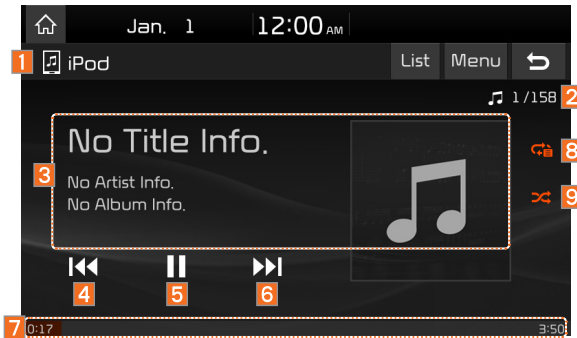 Jan. 1 12:00 AM
1 iPod List Menu
1/158 2
No Title Info.
8
3
No Artist Info.
9
No Album Info.
4 5 6
7 0:17 3:50